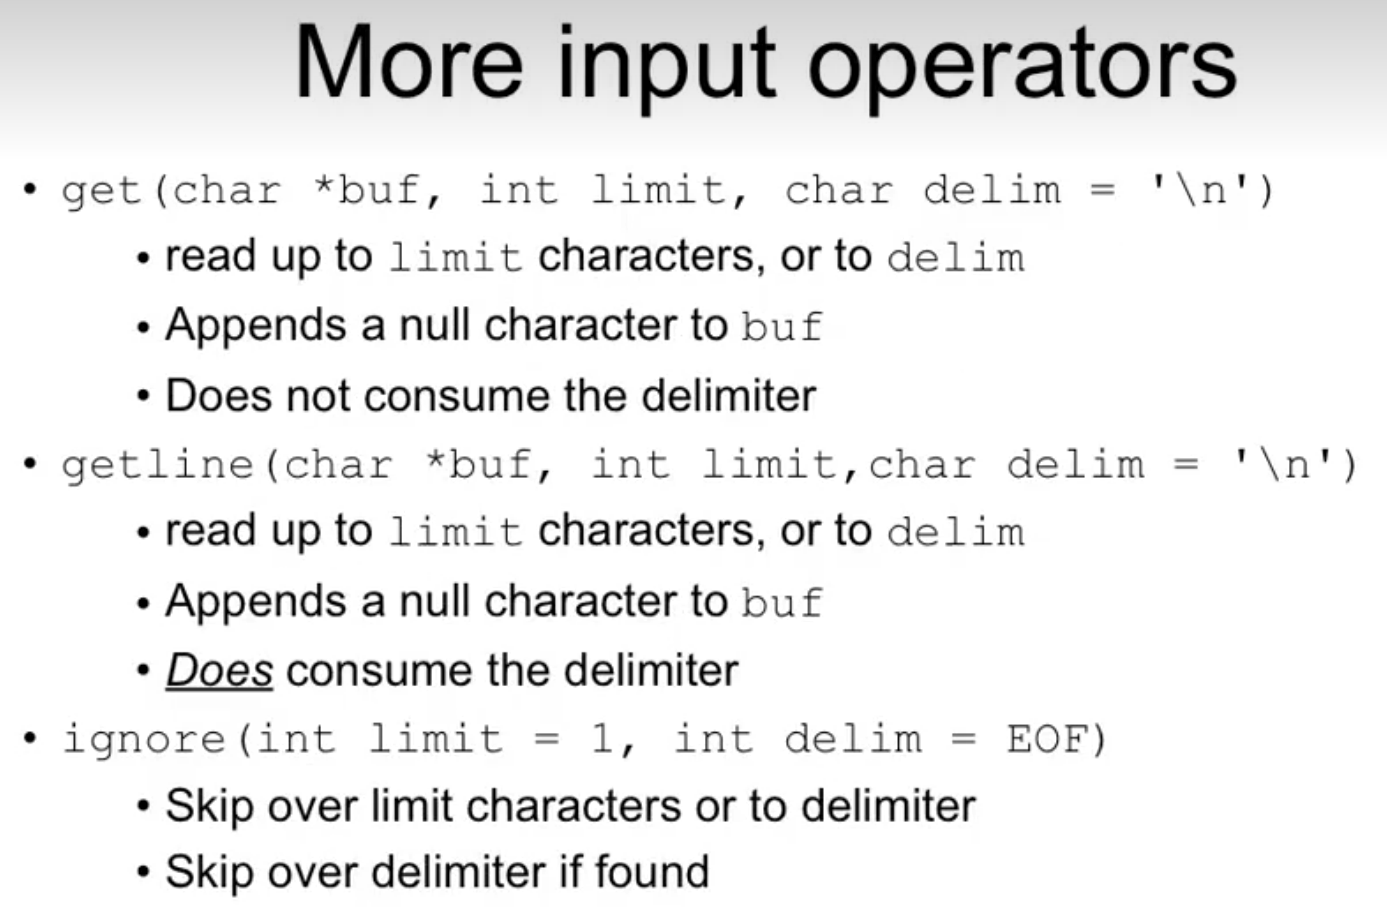 More input operators
• get(char *buf, int limit, char delim = '\n')
• read up to limit characters, or to delim
• Appends a null character to buf
• Does not consume the delimiter
• getline(char *buf, int limit,char delim = '\n')
• read up to limit characters, or to delim
• Appends a null character to buf
• Does consume the delimiter
• ignore(int limit = 1, int delim = EOF)
• Skip over limit characters or to delimiter
• Skip over delimiter if found